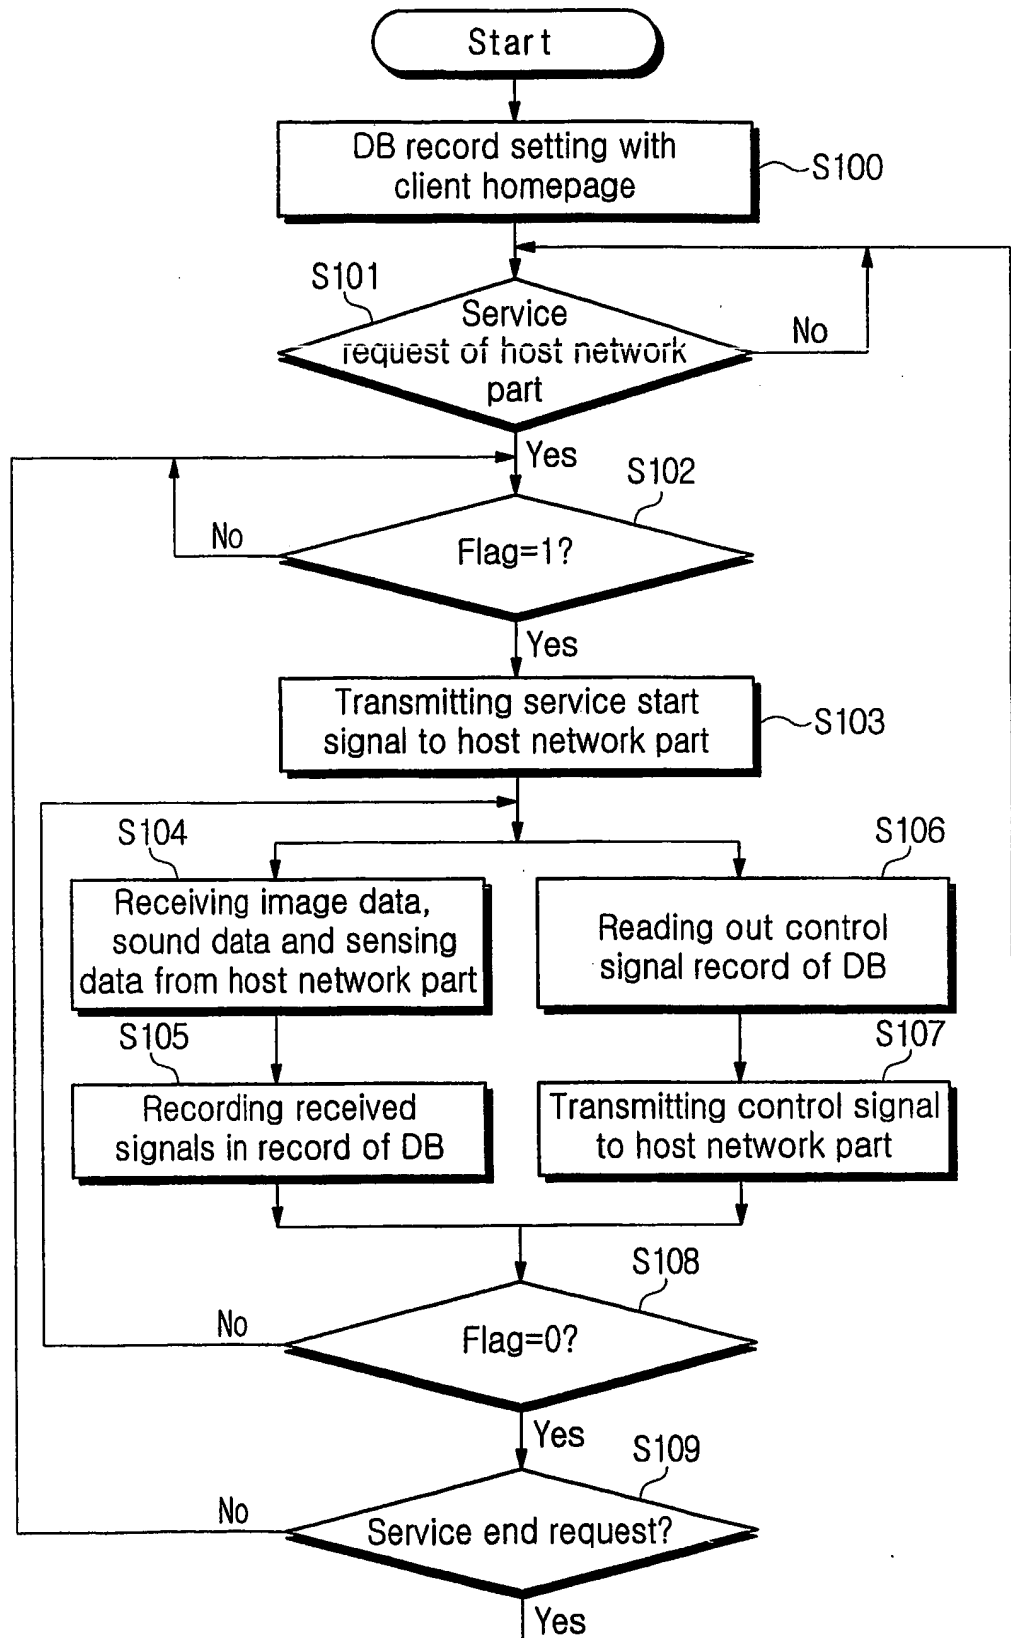 Start
DB record setting with
client homepage
S100
S101
Service
request of host network
part
No
Yes
S102
Flag=1?
No
Yes
Transmitting service start
signal to host network part
S103
S104
Receiving image data,
sound data and sensing
data from host network part
S106
Reading out control
signal record of DB
S105
Recording received
signals in record of DB
S107
Transmitting control signal
to host network part
S108
Flag=0?
No
Yes
S109
Service end request?
No
Yes